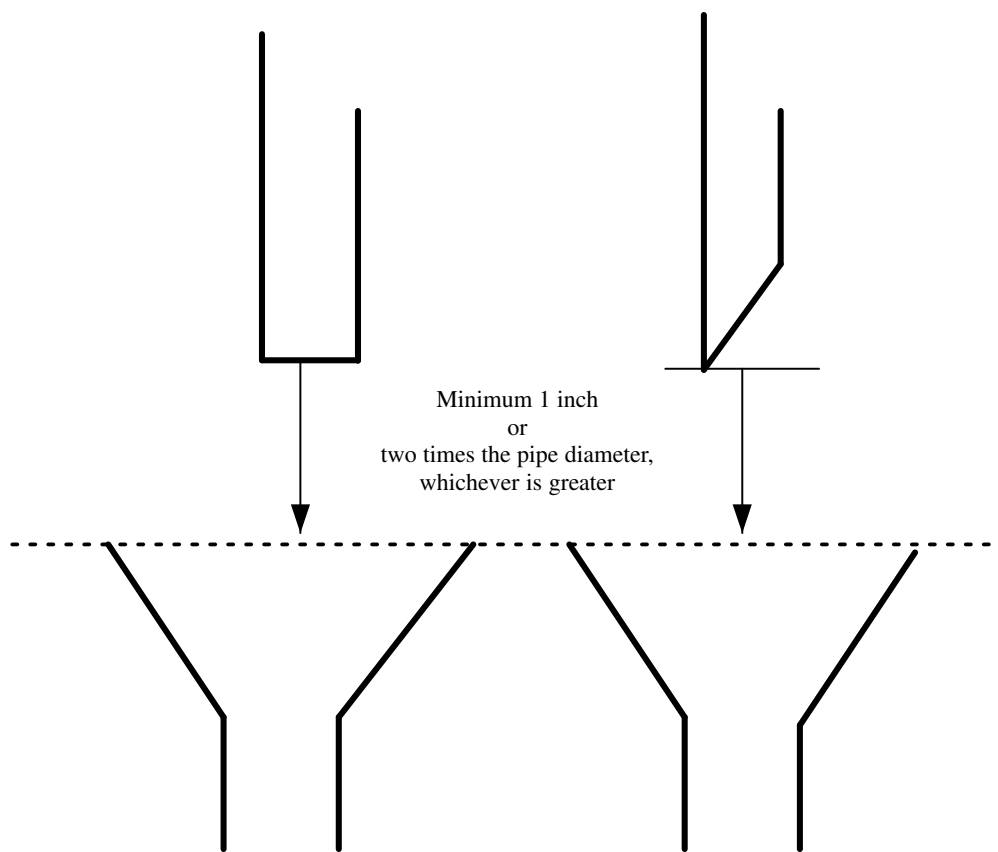 Minimum 1 inch
or
two times the pipe diameter,
whichever is greater